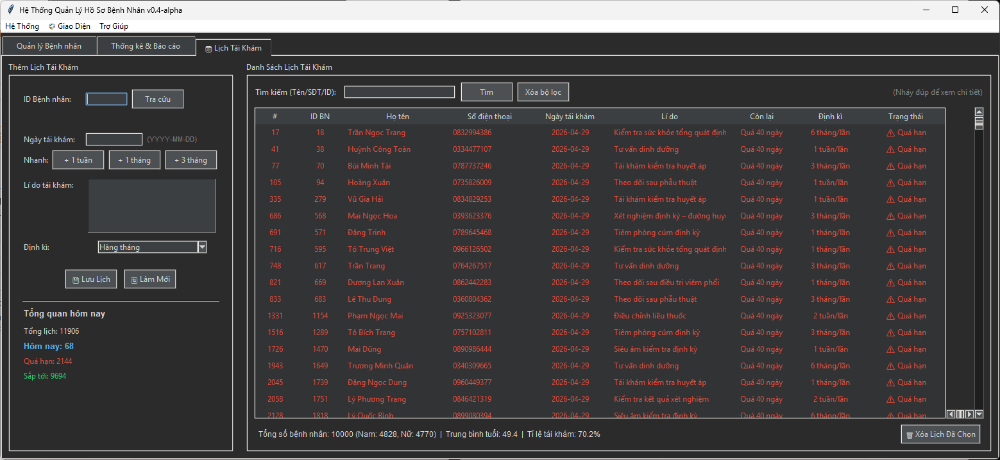 Hệ Thống Quản Lý Hồ Sơ Bệnh Nhân v0.4-alpha
Hệ Thống Giao Diện Trợ Giúp
Quản lý Bệnh nhân Thống kê & Báo cáo Lịch Tái Khám
Thêm Lịch Tái Khám
ID Bệnh nhân: Tra cứu
Ngày tái khám: (YYYY-MM-DD)
Nhanh: + 1 tuần + 1 tháng + 3 tháng
Lí do tái khám:
Định kì: Hàng tháng
Lưu Lịch Làm Mới
Tổng quan hôm nay
Tổng lịch: 11906
Hôm nay: 68
Quá hạn: 2144
Sắp tới: 9694
Danh Sách Lịch Tái Khám
Tìm kiếm (Tên/SĐT/ID): Tìm Xóa bộ lọc (Nháy đúp để xem chi tiết)
# ID BN Họ tên Số điện thoại Ngày tái khám Lí do Còn lại Định kì Trạng thái
17 18 Trần Ngọc Trang 0832994386 2026-04-29 Kiểm tra sức khỏe tổng quát định Quá 40 ngày 6 tháng/lần ⚠ Quá hạn
41 38 Huỳnh Công Toàn 0334477107 2026-04-29 Tư vấn dinh dưỡng Quá 40 ngày 1 tuần/lần ⚠ Quá hạn
77 70 Bùi Minh Tài 0787737246 2026-04-29 Tái khám kiểm tra huyết áp Quá 40 ngày 3 tháng/lần ⚠ Quá hạn
105 94 Hoàng Xuân 0735826009 2026-04-29 Theo dõi sau phẫu thuật Quá 40 ngày 1 tuần/lần ⚠ Quá hạn
335 279 Vũ Gia Hải 0834829253 2026-04-29 Tái khám kiểm tra huyết áp Quá 40 ngày 1 tuần/lần ⚠ Quá hạn
686 568 Mai Ngọc Hoa 0393623376 2026-04-29 Xét nghiệm định kỳ – đường huy Quá 40 ngày 3 tháng/lần ⚠ Quá hạn
691 571 Đặng Trinh 0789645468 2026-04-29 Tiêm phòng cúm định kỳ Quá 40 ngày 1 tháng/lần ⚠ Quá hạn
716 595 Tô Trung Việt 0966126502 2026-04-29 Kiểm tra sức khỏe tổng quát định Quá 40 ngày 1 tháng/lần ⚠ Quá hạn
748 617 Trần Trang 0764267517 2026-04-29 Tư vấn dinh dưỡng Quá 40 ngày 3 tháng/lần ⚠ Quá hạn
821 669 Dương Lan Xuân 0862442283 2026-04-29 Theo dõi sau điều trị viêm phổi Quá 40 ngày 1 tháng/lần ⚠ Quá hạn
833 683 Lê Thu Dung 0360804362 2026-04-29 Theo dõi sau phẫu thuật Quá 40 ngày 3 tháng/lần ⚠ Quá hạn
1331 1154 Phạm Ngọc Mai 0925323077 2026-04-29 Điều chỉnh liều thuốc Quá 40 ngày 2 tuần/lần ⚠ Quá hạn
1516 1289 Tô Bích Trang 0757102811 2026-04-29 Tiêm phòng cúm định kỳ Quá 40 ngày 3 tháng/lần ⚠ Quá hạn
1726 1470 Mai Dũng 0890986444 2026-04-29 Siêu âm kiểm tra định kỳ Quá 40 ngày 1 tuần/lần ⚠ Quá hạn
1943 1649 Trương Minh Quân 0340309665 2026-04-29 Tư vấn dinh dưỡng Quá 40 ngày 6 tháng/lần ⚠ Quá hạn
2045 1739 Đặng Ngọc Dung 0960449377 2026-04-29 Tái khám kiểm tra huyết áp Quá 40 ngày 1 tháng/lần ⚠ Quá hạn
2058 1751 Lý Phương Trang 0846421319 2026-04-29 Kiểm tra kết quả xét nghiệm Quá 40 ngày 2 tuần/lần ⚠ Quá hạn
2128 1818 Lý Quốc Bình 0899080394 2026-04-29 Siêu âm kiểm tra định kỳ Quá 40 ngày 6 tháng/lần ⚠ Quá hạn
Tổng số bệnh nhân: 10000 (Nam: 4828, Nữ: 4770) | Trung bình tuổi: 49.4 | Tỉ lệ tái khám: 70.2%
Xóa Lịch Đã Chọn